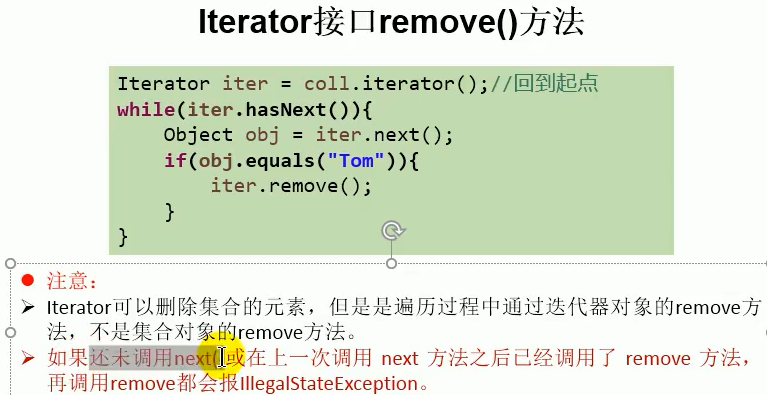 Iterator接口remove()方法
Iterator iter = coll.iterator();//回到起点
while(iter.hasNext()){
Object obj = iter.next();
if(obj.equals("Tom")){
iter.remove();
}
}
注意：
Iterator可以删除集合的元素，但是是遍历过程中通过迭代器对象的remove方
法，不是集合对象的remove方法。
如果还未调用next()或在上一次调用 next 方法之后已经调用了 remove 方法，
再调用remove都会报IllegalStateException。